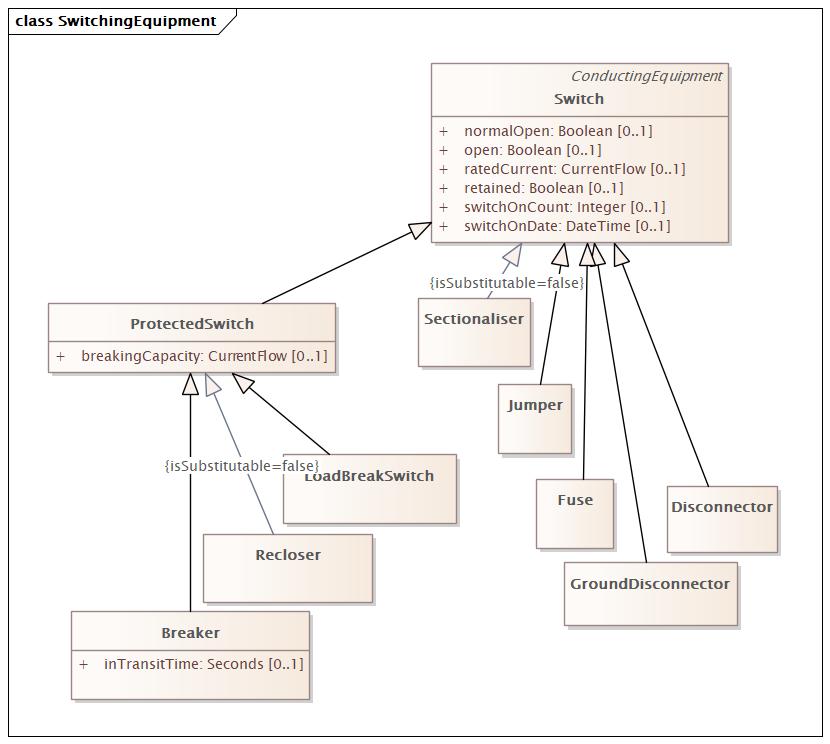 class SwitchingEquipment
ConductingEquipment
Switch
+ normalOpen: Boolean [0..1]
+ open: Boolean [0..1]
+ ratedCurrent: CurrentFlow [0..1]
+ retained: Boolean [0..1]
+ switchOnCount: Integer [0..1]
+ switchOnDate: DateTime [0..1]
{isSubstitutable=false}
ProtectedSwitch
+ breakingCapacity: CurrentFlow [0..1]
Sectionaliser
Jumper
{isSubstitutable=false}
LoadBreakSwitch
Fuse
Disconnector
Recloser
GroundDisconnector
Breaker
+ inTransitTime: Seconds [0..1]